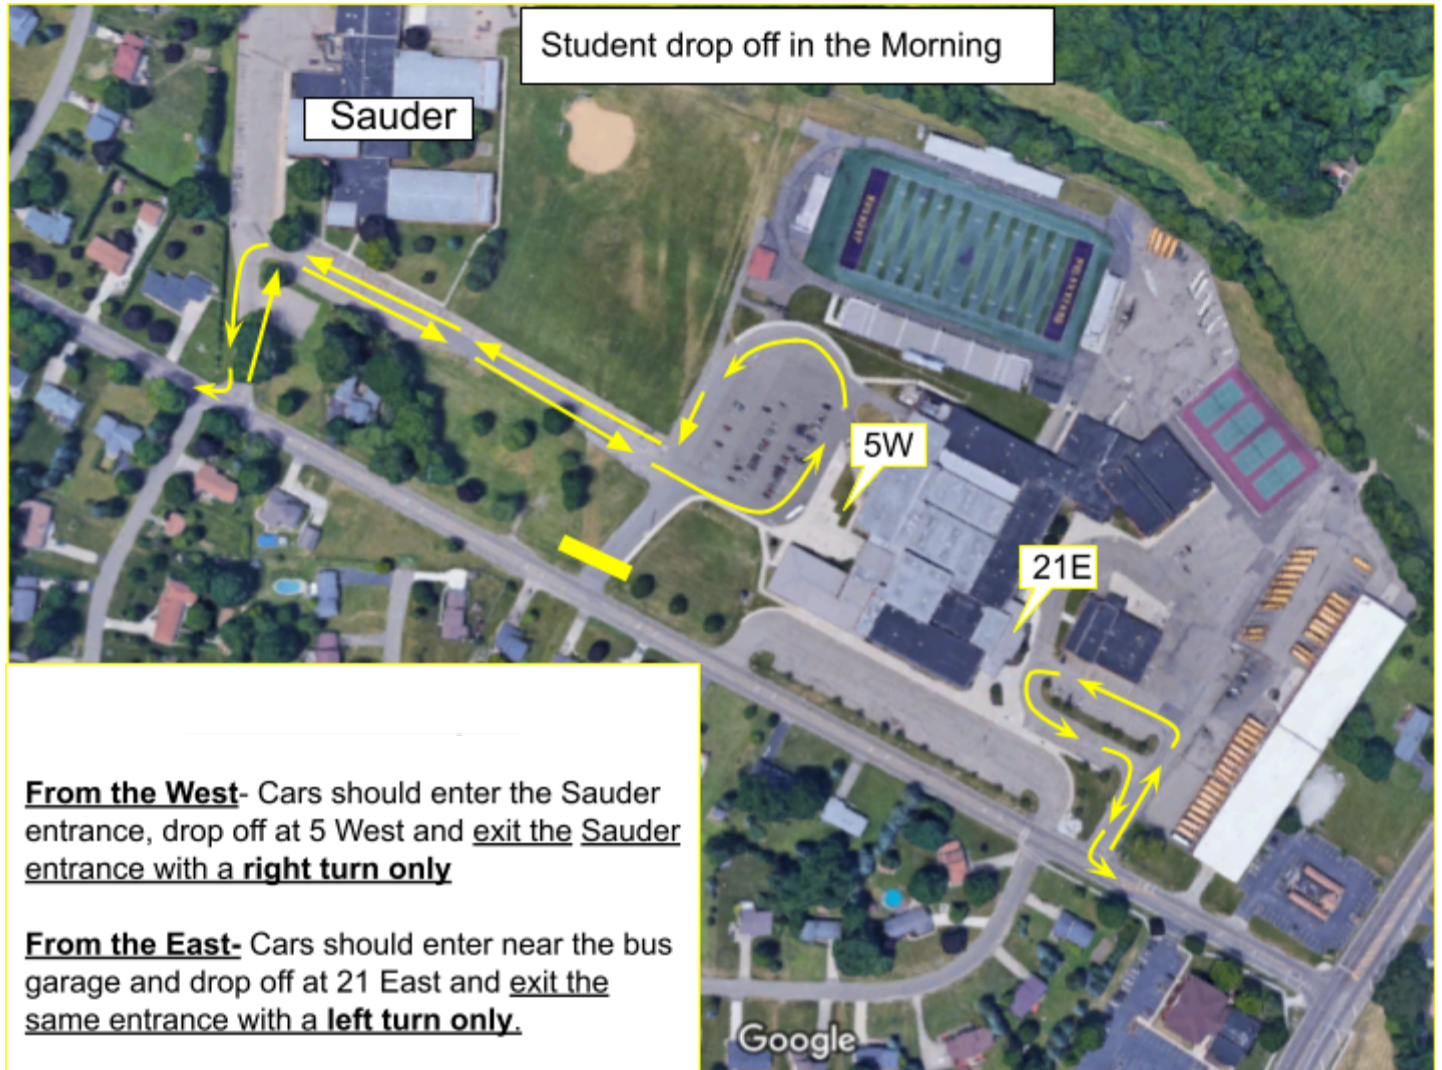 Student drop off in the Morning
Sauder
5W
21E
From the West- Cars should enter the Sauder
entrance, drop off at 5 West and exit the Sauder
entrance with a right turn only
From the East- Cars should enter near the bus
garage and drop off at 21 East and exit the
same entrance with a left turn only.
Google